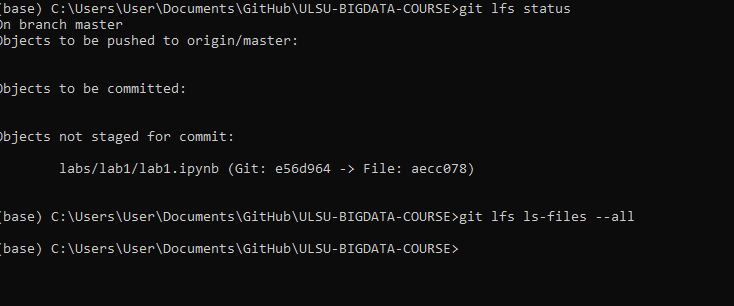 (base) C:\Users\User\Documents\GitHub\ULSU-BIGDATA-COURSE>git lfs status
On branch master
Objects to be pushed to origin/master:
Objects to be committed:
Objects not staged for commit:
labs/lab1/lab1.ipynb (Git: e56d964 -> File: aecc078)
(base) C:\Users\User\Documents\GitHub\ULSU-BIGDATA-COURSE>git lfs ls-files --all
(base) C:\Users\User\Documents\GitHub\ULSU-BIGDATA-COURSE>